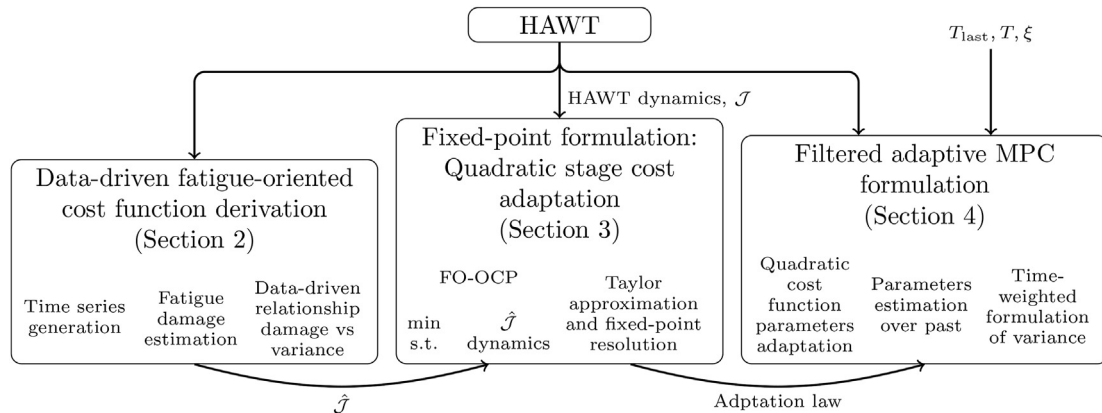 HAWT
T_last, T, ξ
HAWT dynamics, 𝒥
Data-driven fatigue-oriented
cost function derivation
(Section 2)
Time series
generation
Fatigue
damage
estimation
Data-driven
relationship
damage vs
variance
Fixed-point formulation:
Quadratic stage cost
adaptation
(Section 3)
FO-OCP
min 𝒥̂
s.t. dynamics
Taylor
approximation
and fixed-point
resolution
Filtered adaptive MPC
formulation
(Section 4)
Quadratic
cost
function
parameters
adaptation
Parameters
estimation
over past
Time-
weighted
formulation
of variance
𝒥̂
Adptation law